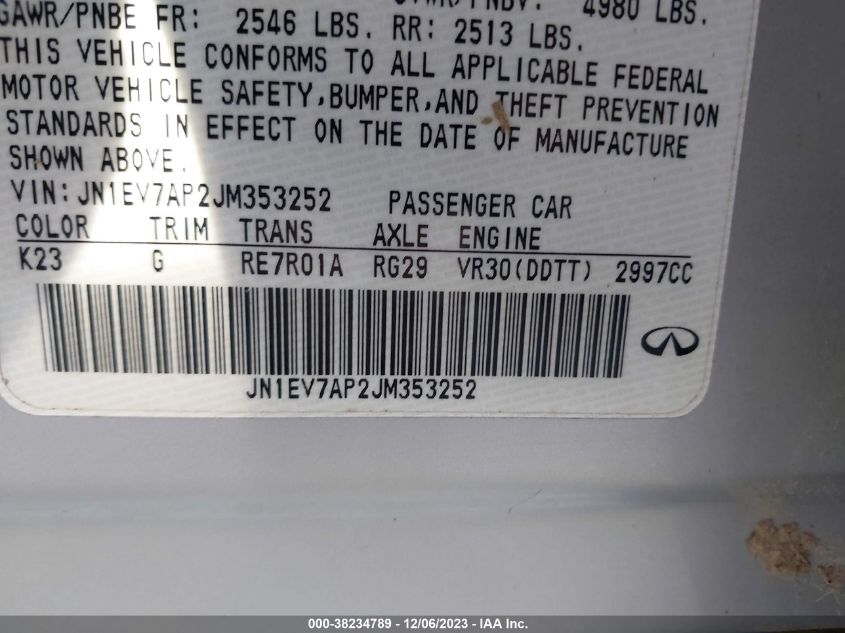 GAWR/PNBE FR: 2546 LBS. RR: 2513 LBS. 4980 LBS.
THIS VEHICLE CONFORMS TO ALL APPLICABLE FEDERAL
MOTOR VEHICLE SAFETY,BUMPER,AND THEFT PREVENTION
STANDARDS IN EFFECT ON THE DATE OF MANUFACTURE
SHOWN ABOVE.
VIN:JN1EV7AP2JM353252 PASSENGER CAR
COLOR TRIM TRANS AXLE ENGINE
K23 G RE7R01A RG29 VR30(DDTT) 2997CC
JN1EV7AP2JM353252
000-38234789 - 12/06/2023 - IAA Inc.